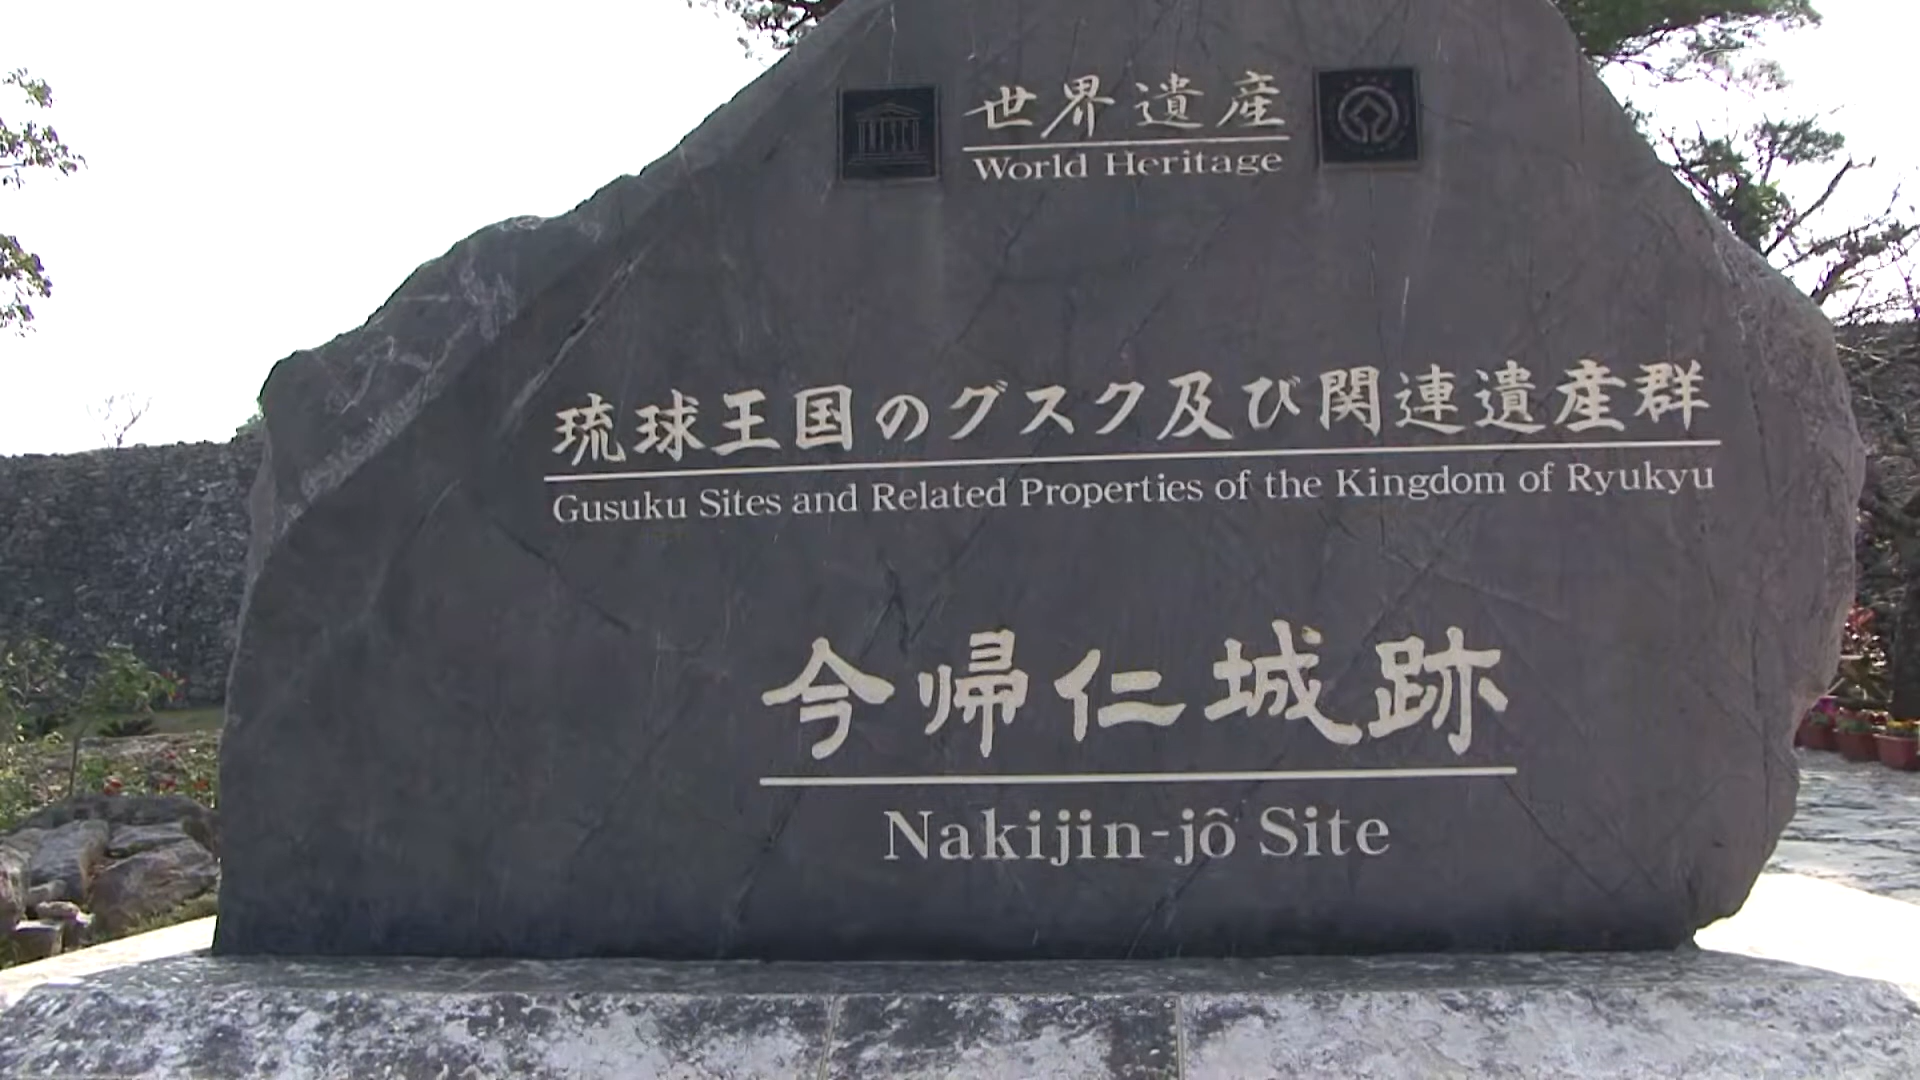 世界遺産
World Heritage
琉球王国のグスク及び関連遺産群
Gusuku Sites and Related Properties of the Kingdom of Ryukyu
今帰仁城跡
Nakijin-jô Site